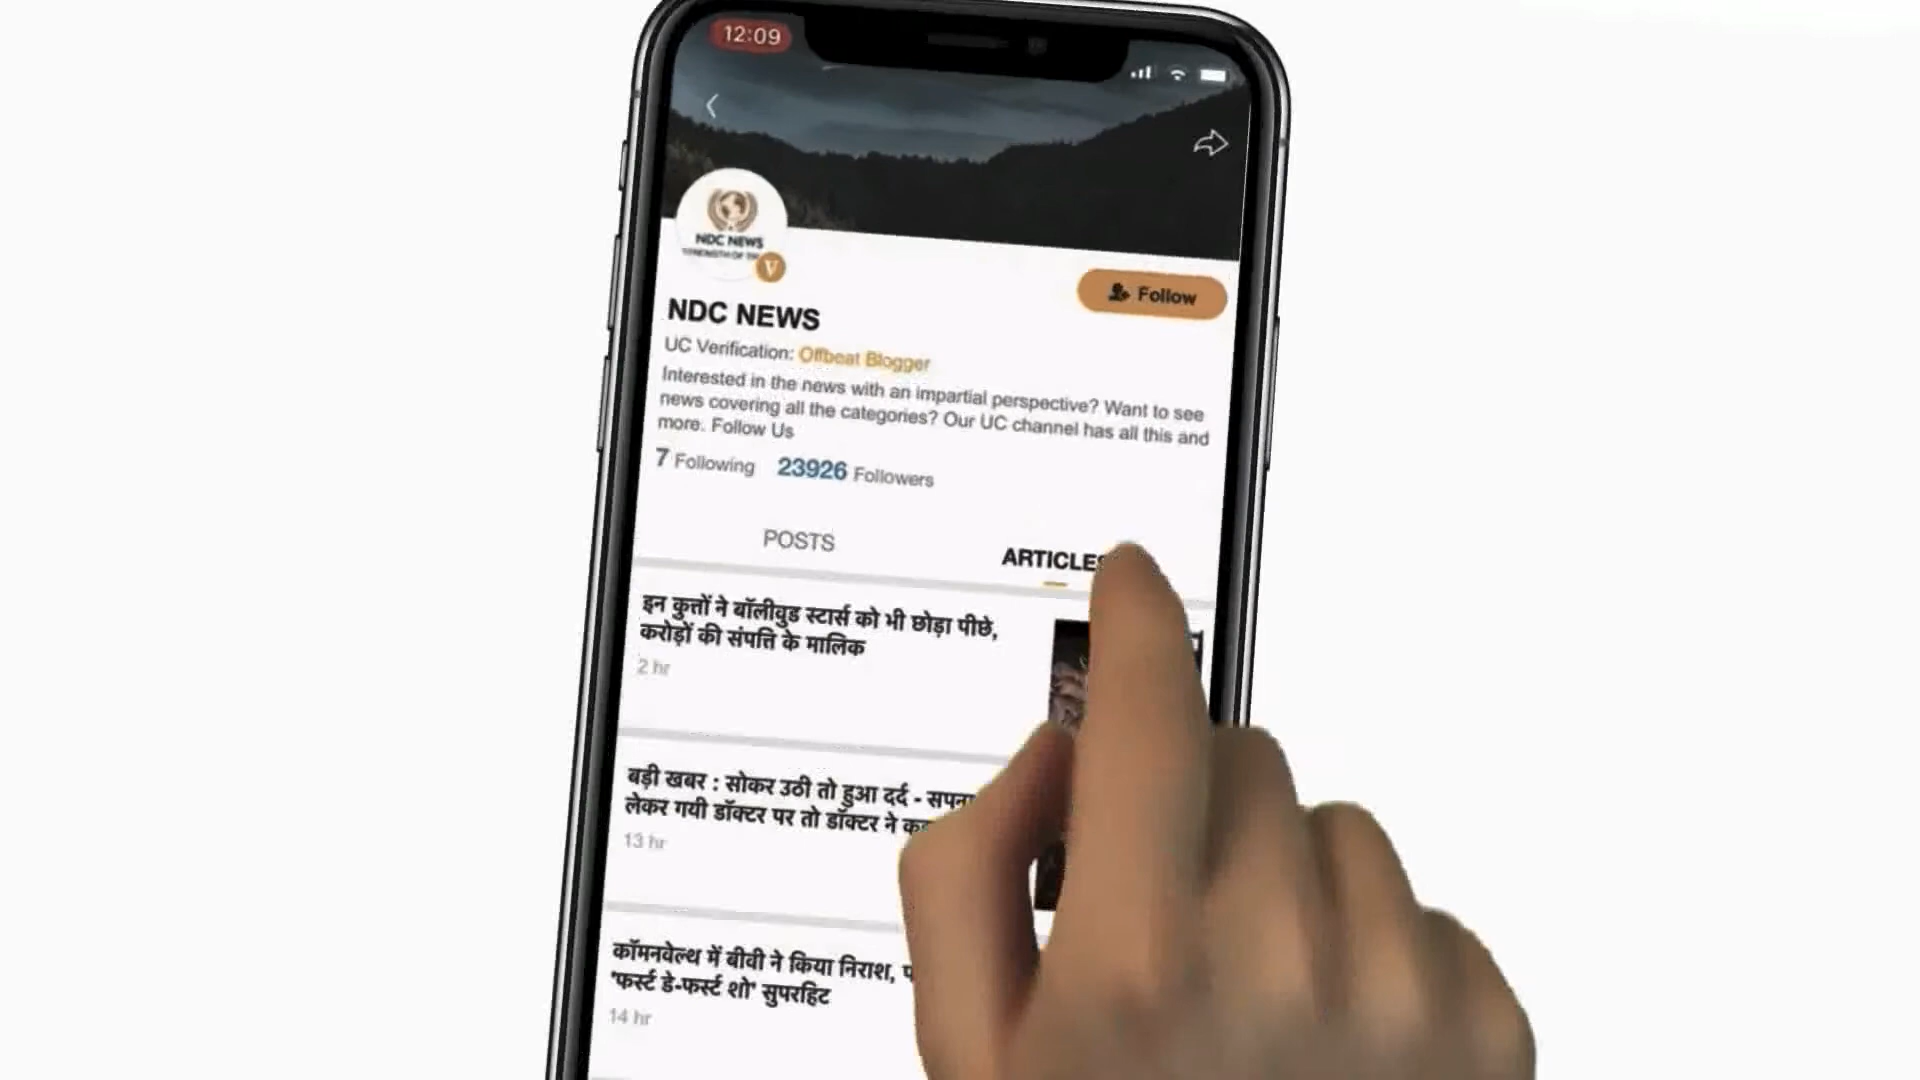 12:09
NDC NEWS
NDC NEWS
UC Verification: Offbeat Blogger
Follow
Interested in the news with an impartial perspective? Want to see
news covering all the categories? Our UC channel has all this and
more. Follow Us
7 Following 23926 Followers
POSTS ARTICLES
इन कुत्तों ने बॉलीवुड स्टार्स को भी छोड़ा पीछे,
करोड़ों की संपत्ति के मालिक
2 hr
बड़ी खबर : सोकर उठी तो हुआ दर्द -
लेकर गयी डॉक्टर पर तो डॉक्टर ने
13 hr
कॉमनवेल्थ में बीवी ने किया निराश,
'फर्स्ट डे-फर्स्ट शो' सुपरहिट
14 hr